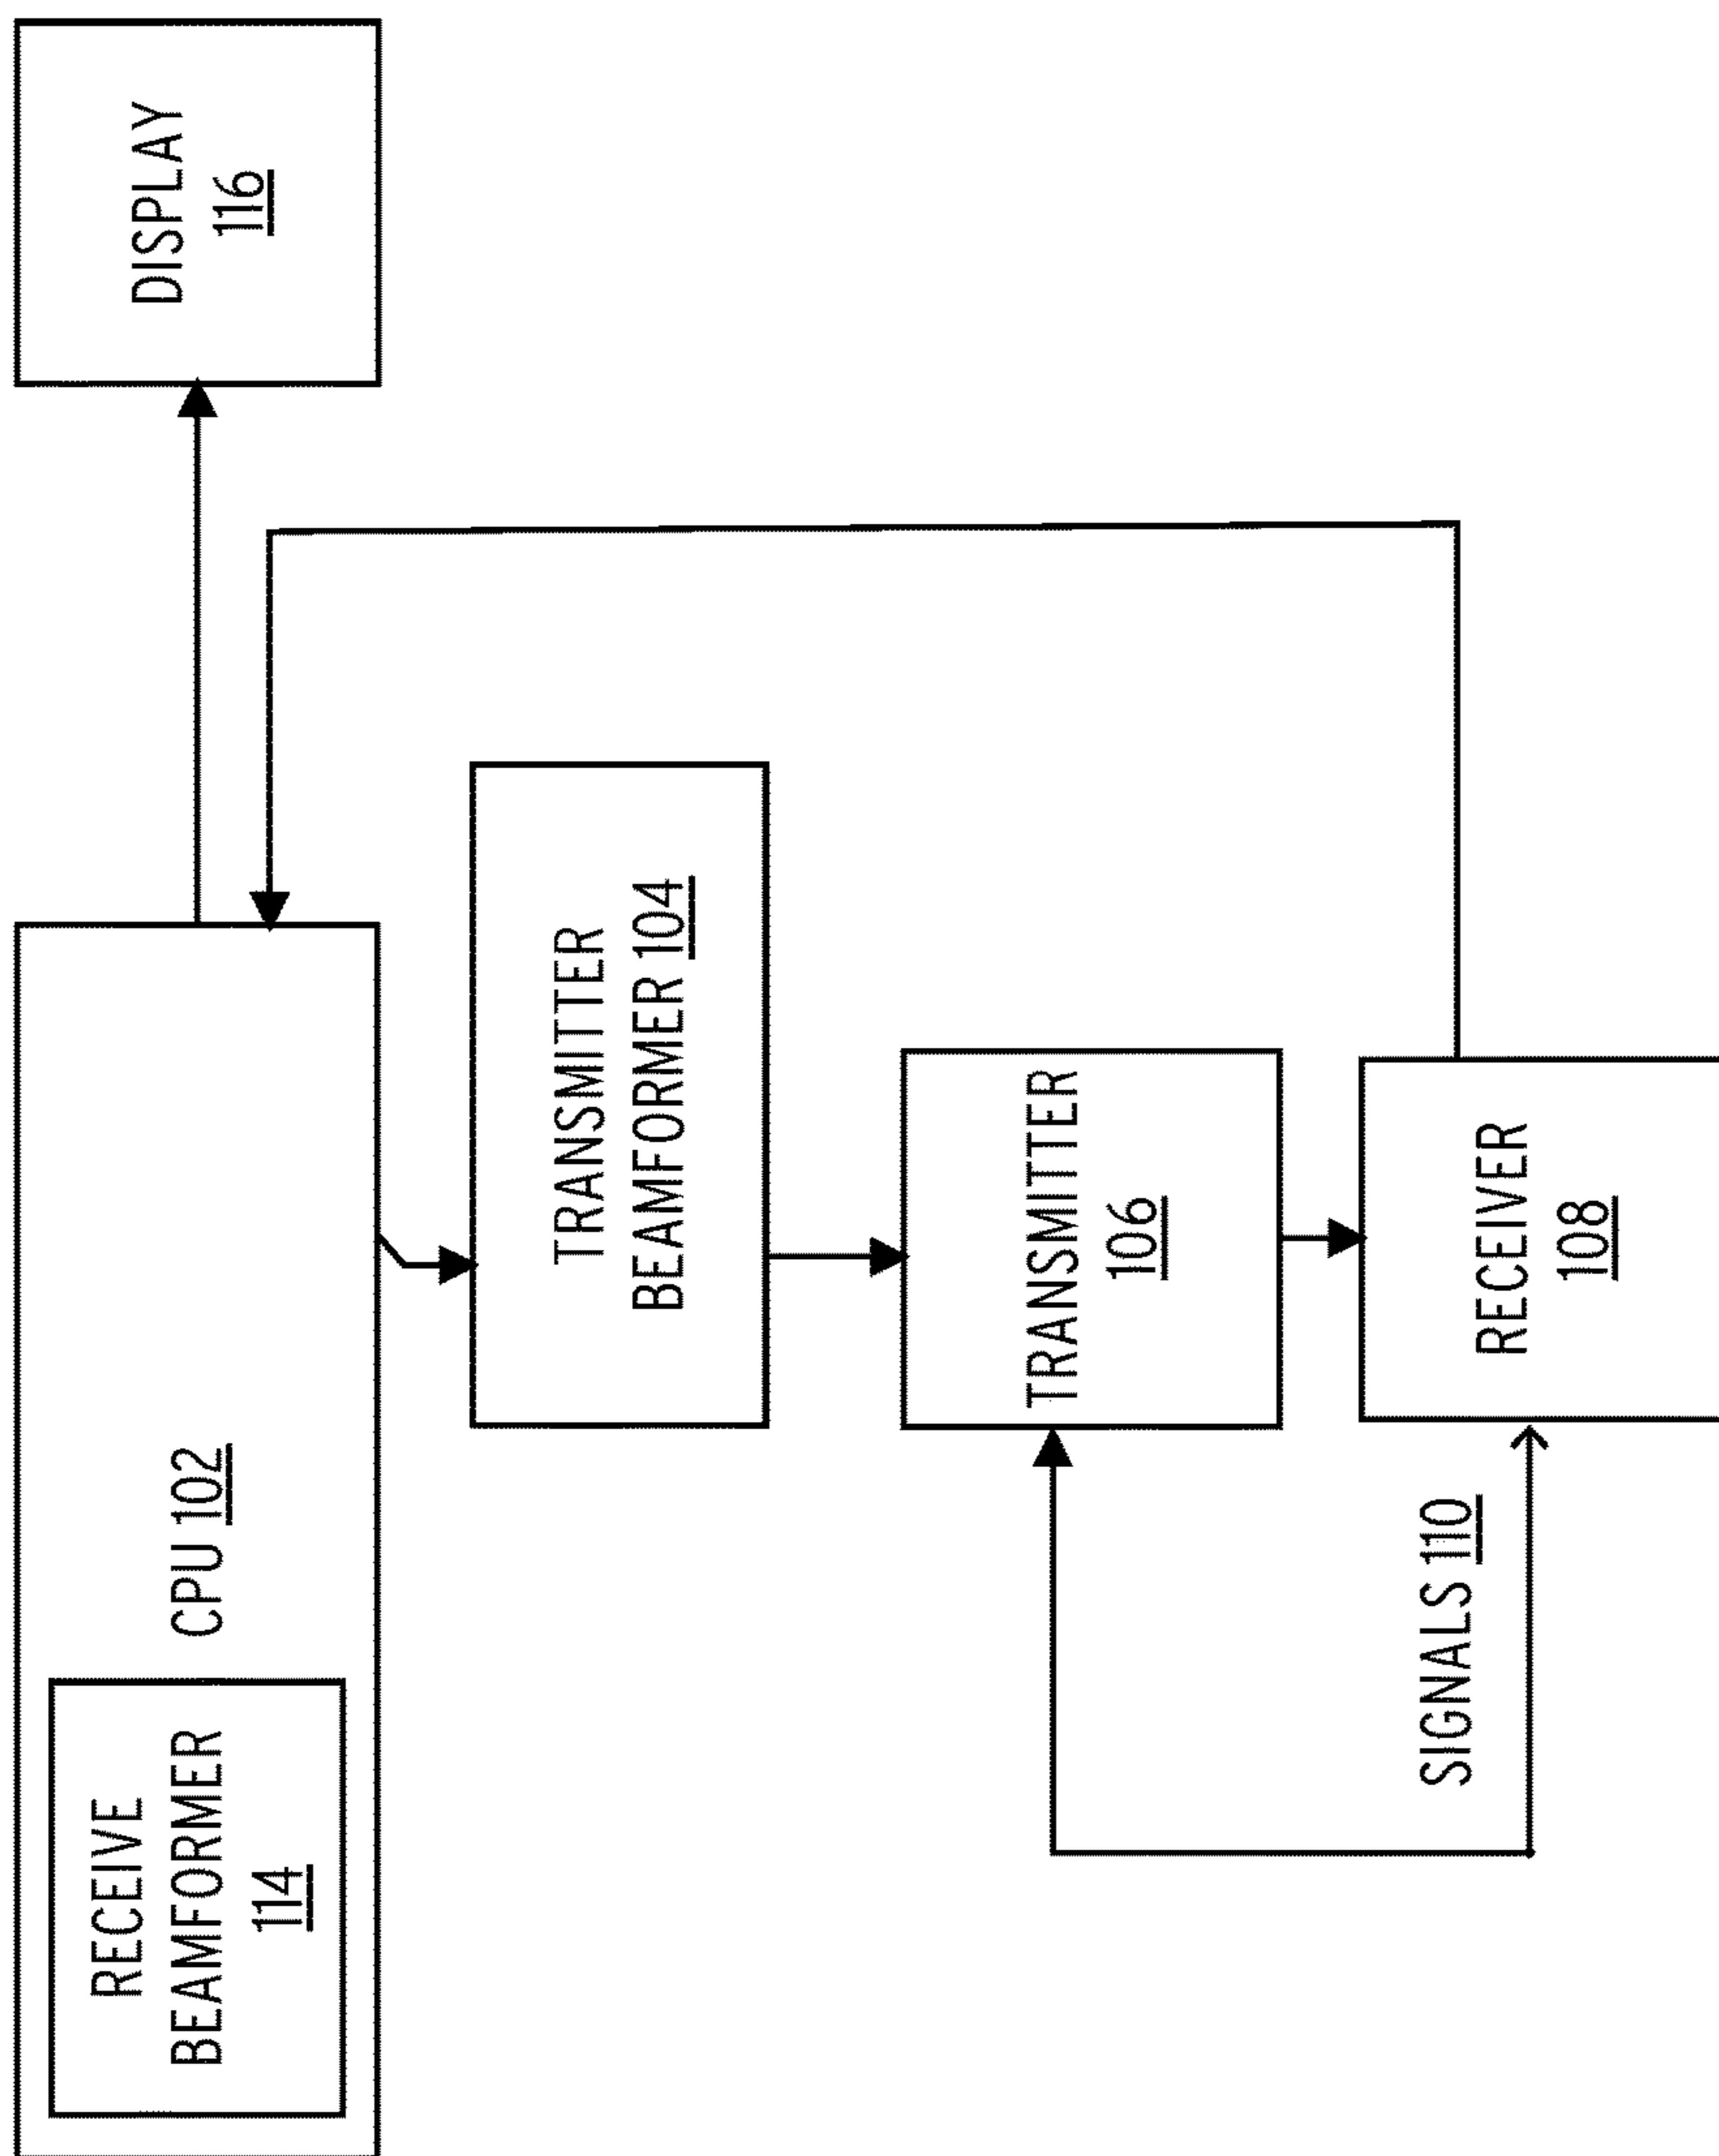 RECEIVE
BEAMFORMER
114
CPU 102
DISPLAY
116
TRANSMITTER
BEAMFORMER 104
TRANSMITTER
106
SIGNALS 110
RECEIVER
108